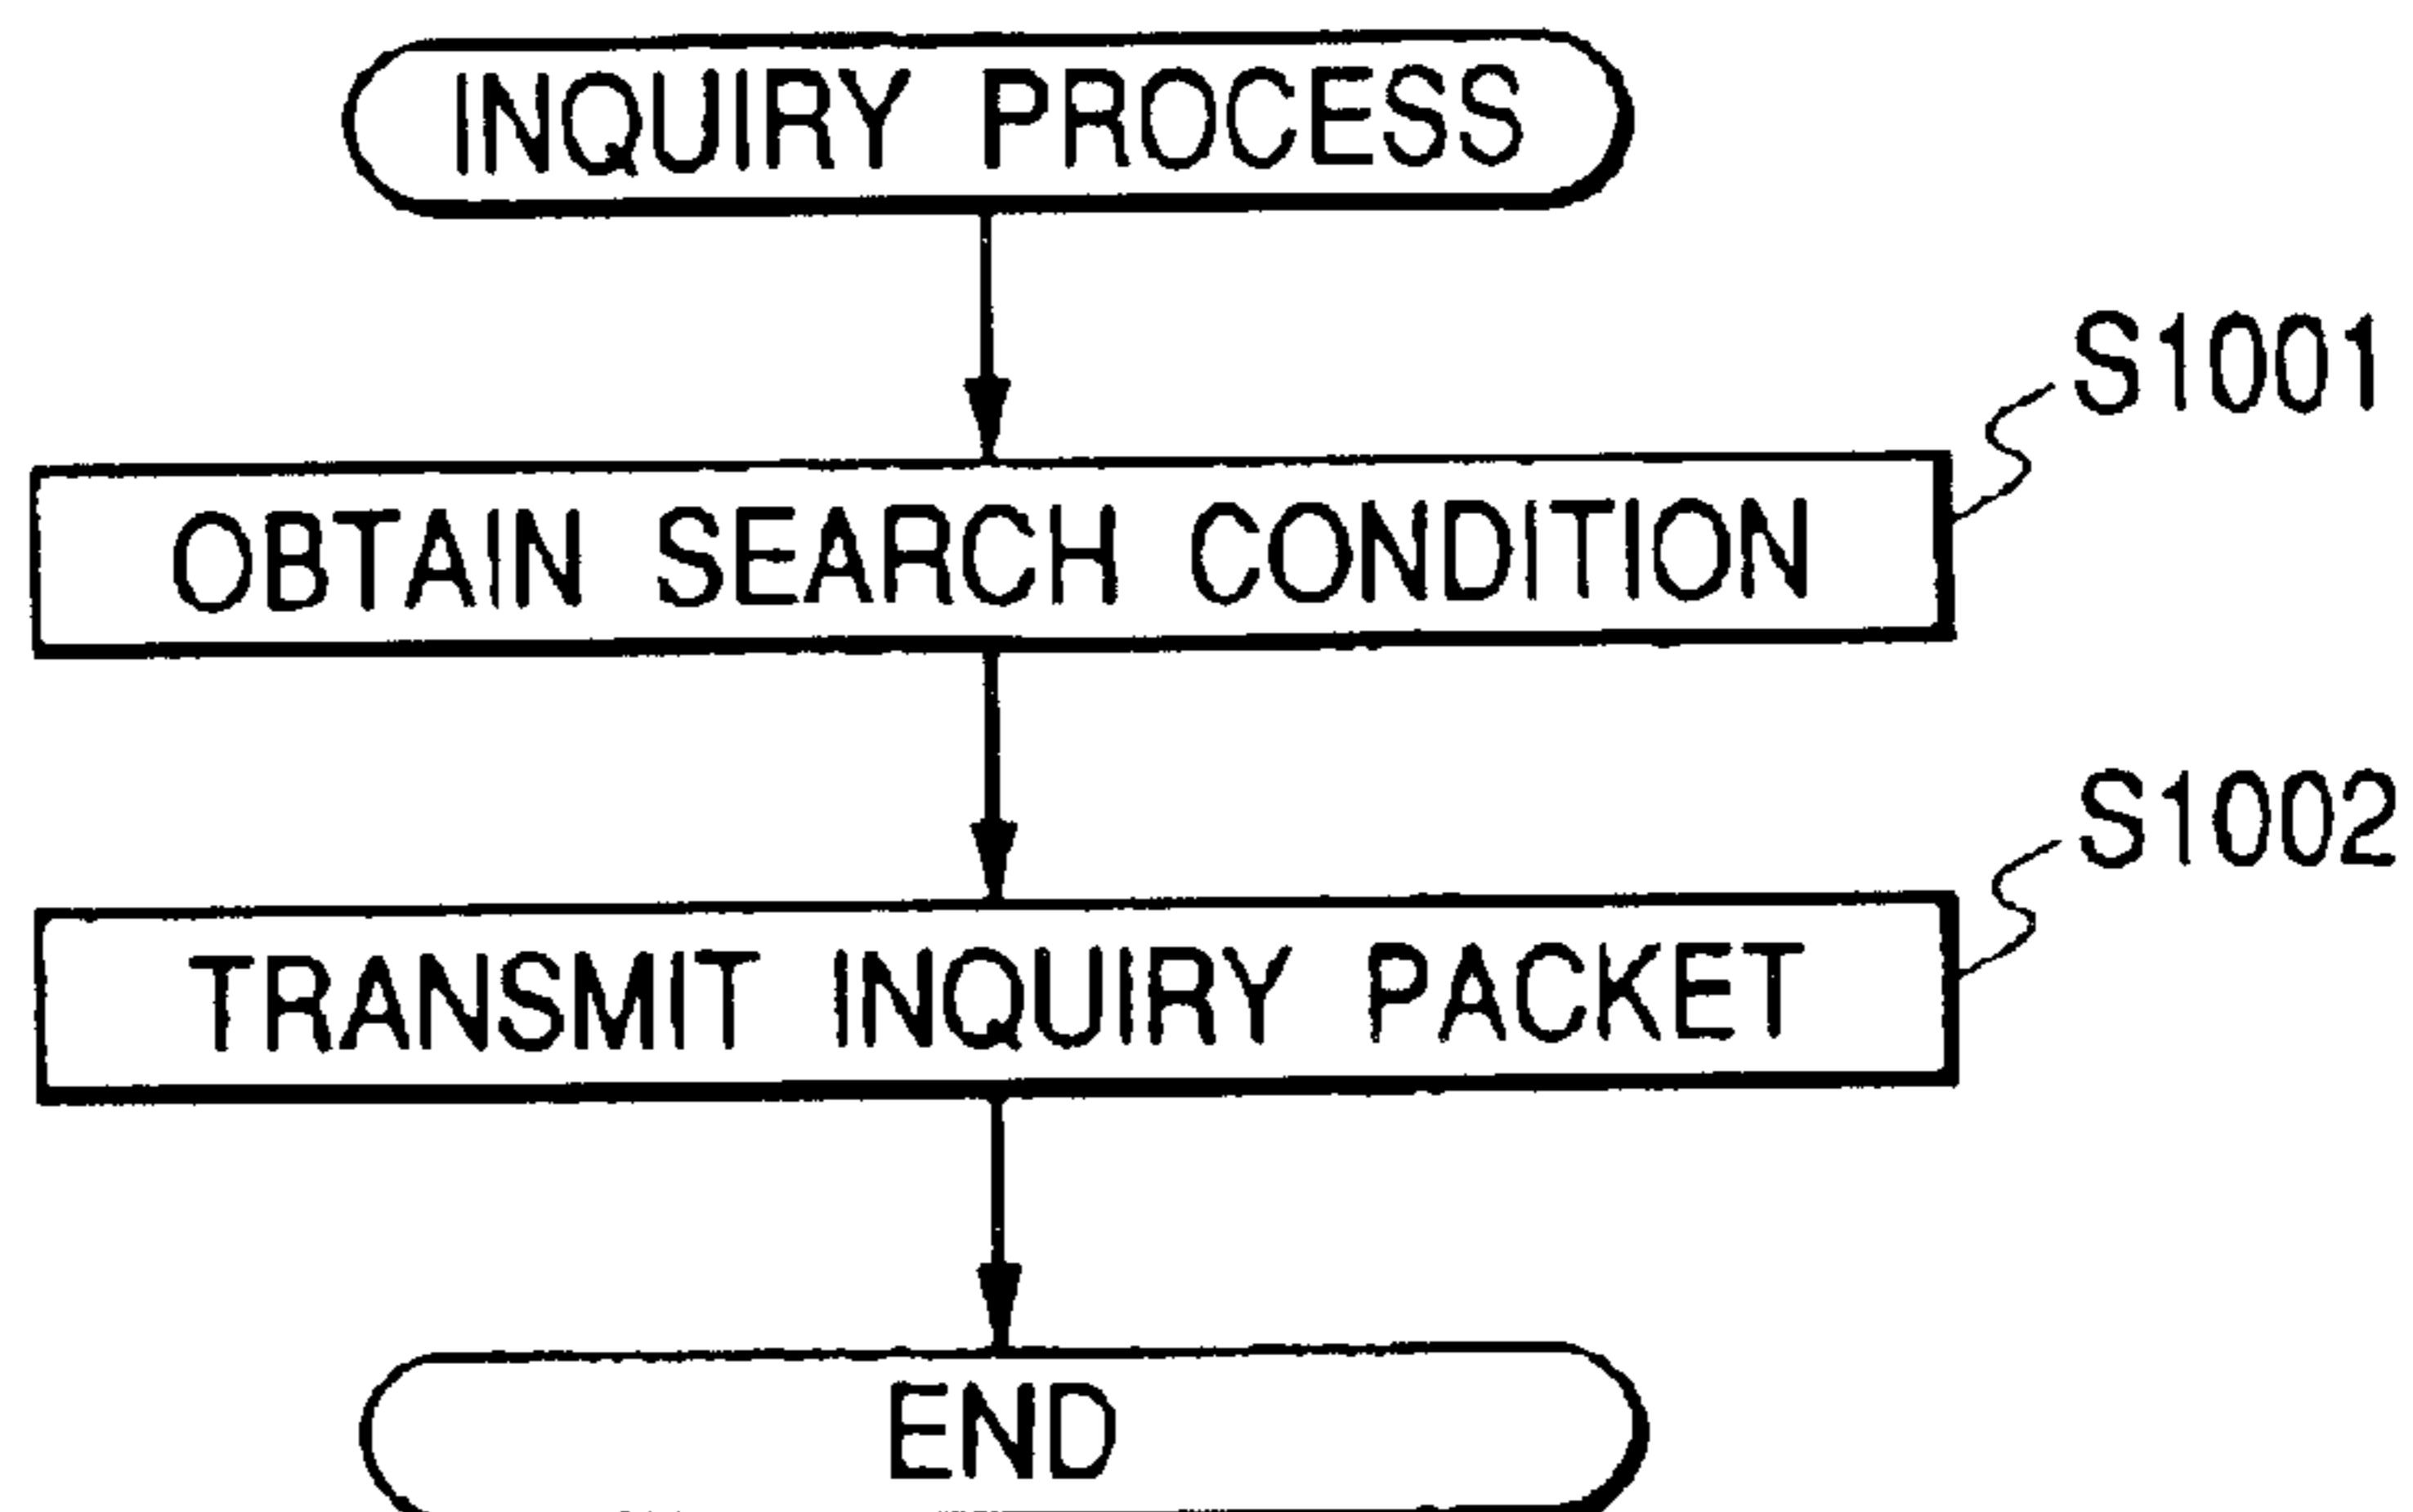 INQUIRY PROCESS
S1001
OBTAIN SEARCH CONDITION
S1002
TRANSMIT INQUIRY PACKET
END